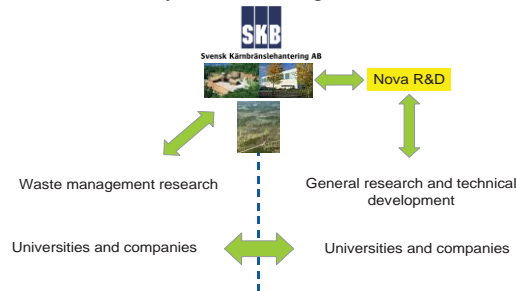 SKB
Svensk Kärnbränslehantering AB
Nova R&D
Waste management research
General research and technical
development
Universities and companies
Universities and companies